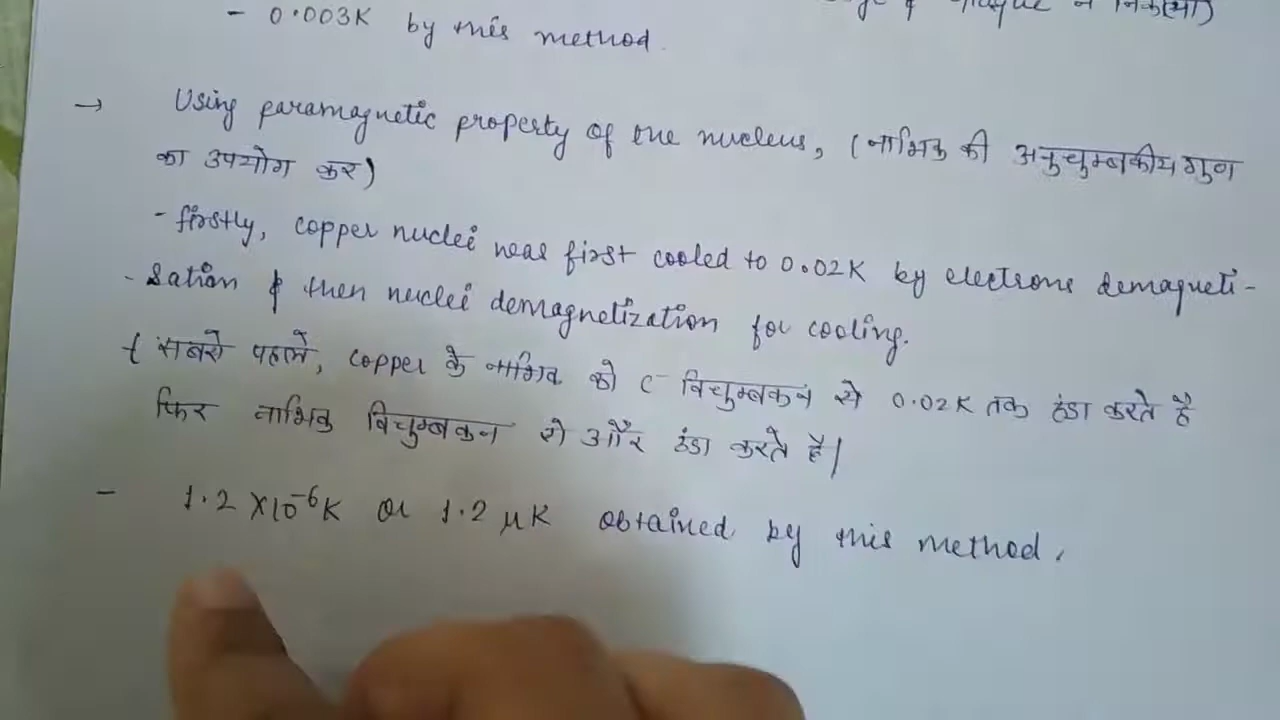 - 0.003K by this method.
→ Using paramagnetic property of the nucleus, (नाभिक की अनुचुम्बकीय गुण
का उपयोग कर)
- firstly, copper nuclei was first cooled to 0.02K by electrons demagneti-
- sation & then nuclei demagnetization for cooling.
( सबसे पहले, copper के नाभिक को e⁻ विचुम्बकन से 0.02K तक ठंडा करते है
फिर नाभिक विचुम्बकन से और ठंडा करते है।
- 1.2 X10⁻⁶K or 1.2 μK obtained by this method.